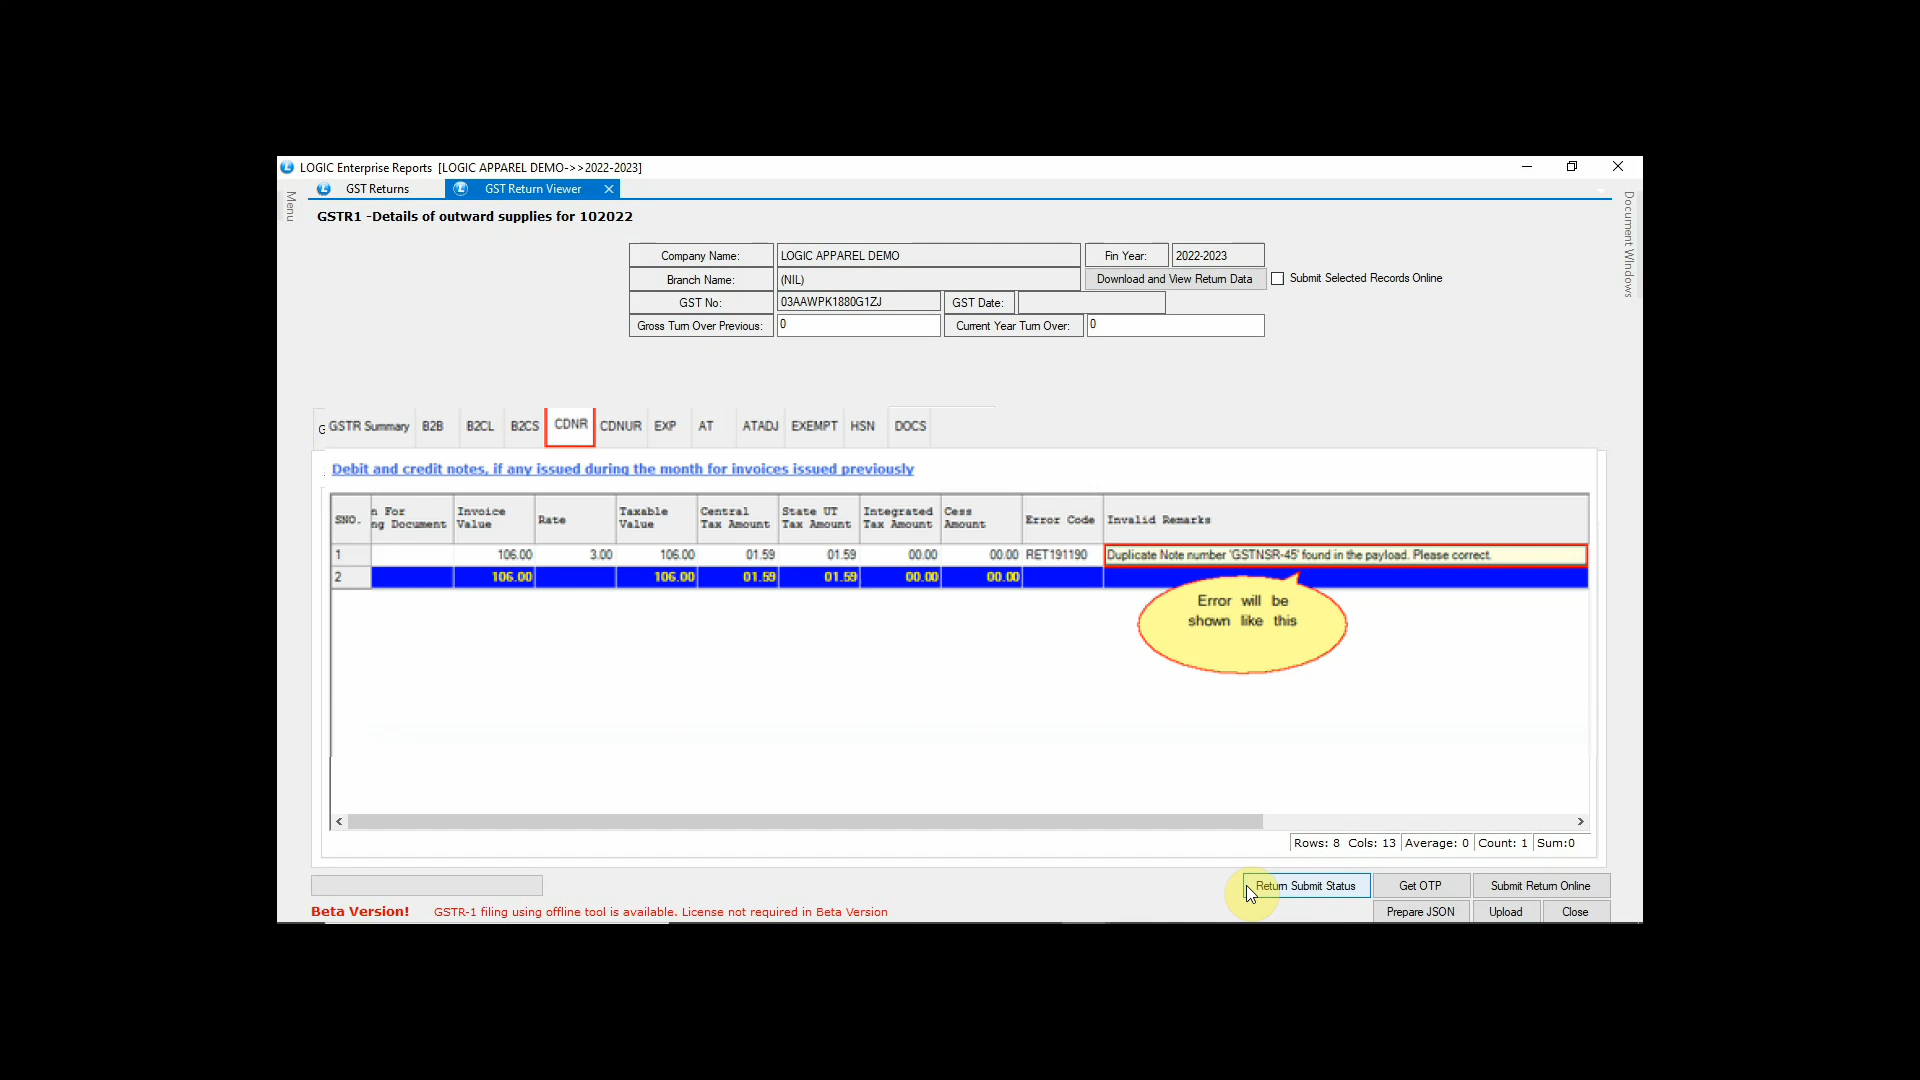 LOGIC Enterprise Reports [LOGIC APPAREL DEMO->>2022-2023]
Menu
GST Returns
GST Return Viewer
Document Windows
GSTR1 -Details of outward supplies for 102022
Company Name: LOGIC APPAREL DEMO Fin Year: 2022-2023
Branch Name: (NIL) Download and View Return Data Submit Selected Records Online
GST No: 03AAWPK1880G1ZJ GST Date:
Gross Turn Over Previous: 0 Current Year Turn Over: 0
G GSTR Summary B2B B2CL B2CS CDNR CDNUR EXP AT ATADJ EXEMPT HSN DOCS
Debit and credit notes, if any issued during the month for invoices issued previously
SNO. n For ng Document Invoice Value Rate Taxable Value Central Tax Amount State UT Tax Amount Integrated Tax Amount Cess Amount Error Code Invalid Remarks
1 106.00 3.00 106.00 01.59 01.59 00.00 00.00 RET191190 Duplicate Note number 'GSTNSR-45' found in the payload. Please correct.
2 106.00 106.00 01.59 01.59 00.00 00.00
Error will be
shown like this
Rows: 8 Cols: 13 Average: 0 Count: 1 Sum:0
Return Submit Status Get OTP Submit Return Online
Beta Version! GSTR-1 filing using offline tool is available. License not required in Beta Version
Prepare JSON Upload Close